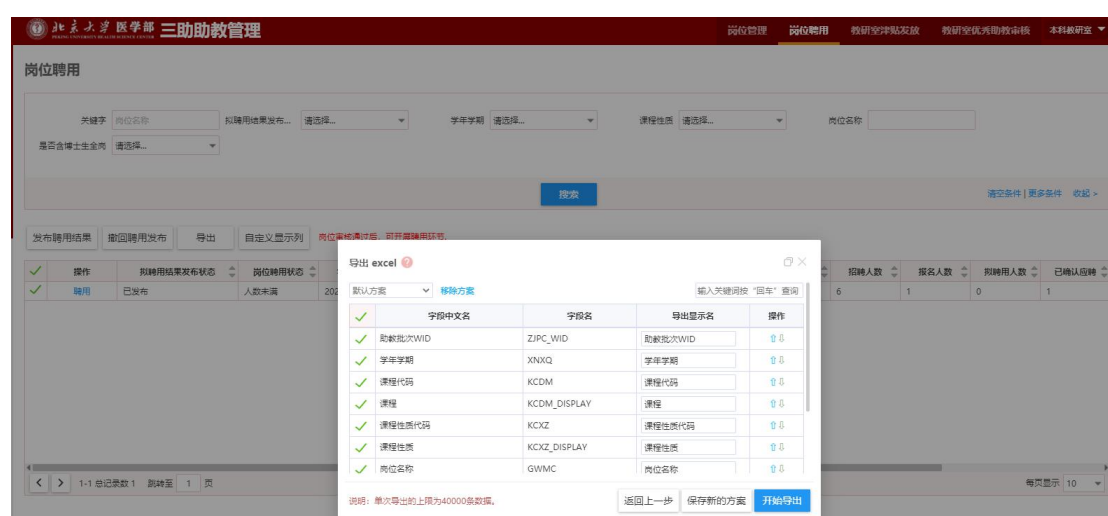 北京大学 医学部 三助助教管理
PEKING UNIVERSITY HEALTH SCIENCE CENTER
岗位管理 岗位聘用 教研室津贴发放 教研室优秀助教审核 本科教研室
岗位聘用
关键字 岗位名称 拟聘用结果发布... 请选择... 学年学期 请选择... 课程性质 请选择... 岗位名称
是否含博士生全岗 请选择...
搜索 清空条件 | 更多条件 收起
发布聘用结果 撤回聘用发布 导出 自定义显示列 岗位审核通过后,可开展聘用环节。
操作 拟聘用结果发布状态 岗位聘用状态 招聘人数 报名人数 拟聘用人数 已确认应聘
聘用 已发布 人数未满 202 6 1 0 1
导出 excel
默认方案 移除方案 输入关键词按 "回车" 查询
字段中文名 字段名 导出显示名 操作
助教批次WID ZJPC_WID 助教批次WID
学年学期 XNXQ 学年学期
课程代码 KCDM 课程代码
课程 KCDM_DISPLAY 课程
课程性质代码 KCXZ 课程性质代码
课程性质 KCXZ_DISPLAY 课程性质
岗位名称 GWMC 岗位名称
1-1 总记录数 1 跳转至 1 页 每页显示 10
说明:单次导出的上限为40000条数据。 返回上一步 保存新的方案 开始导出